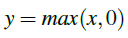 y = max(x,0)